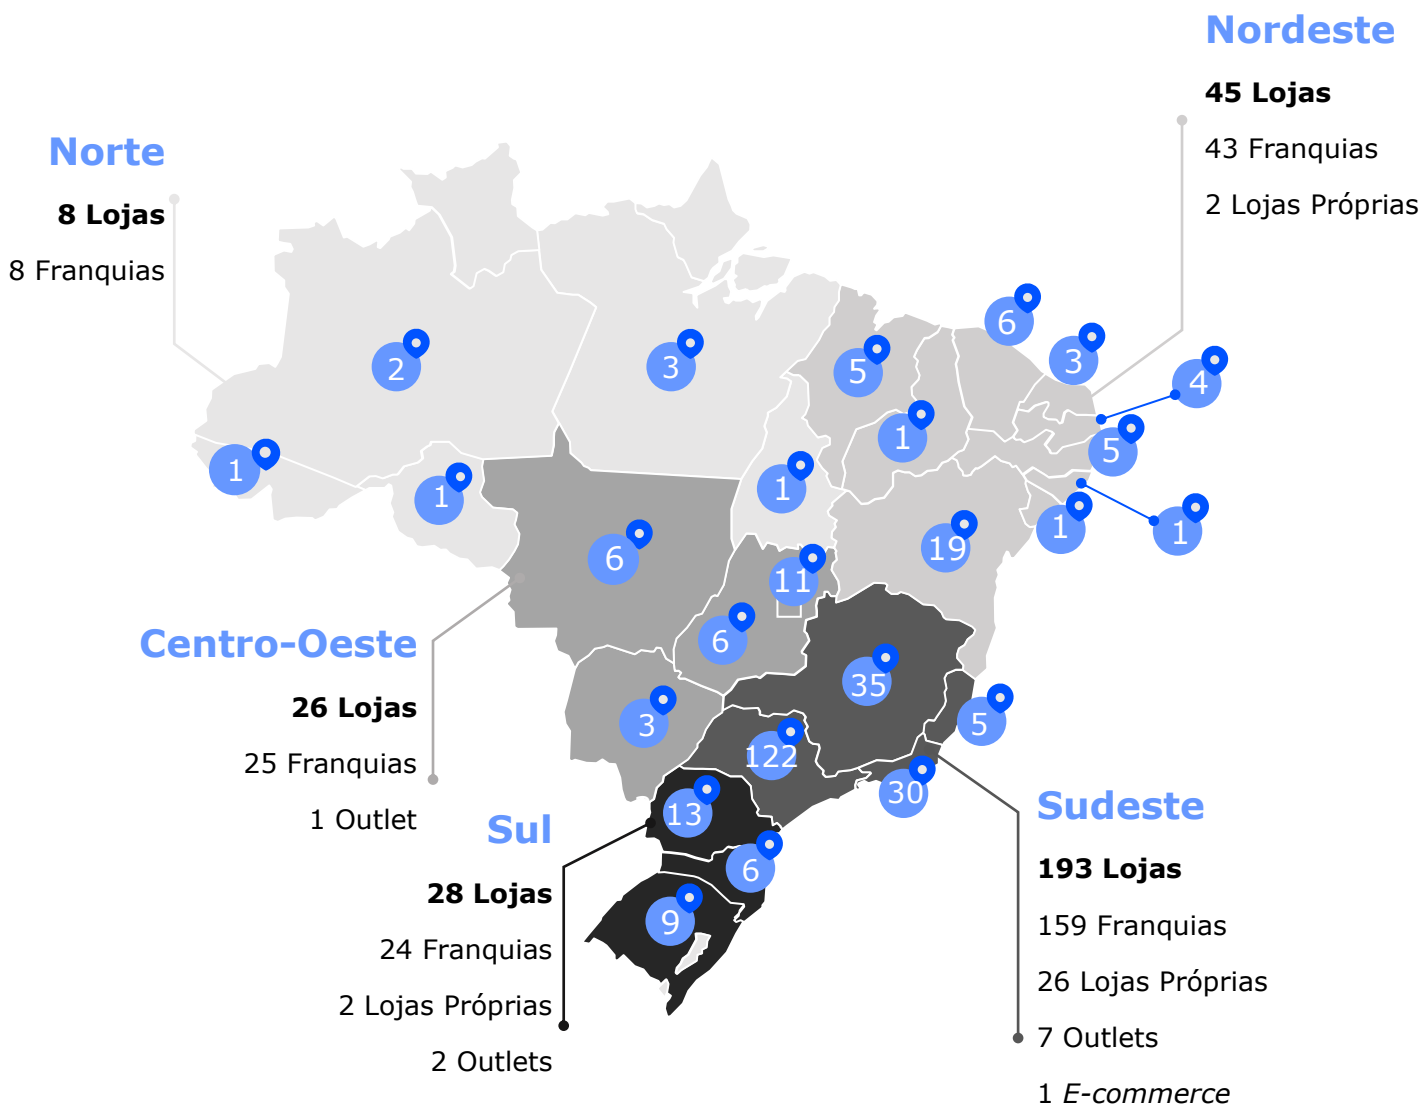 Nordeste
45 Lojas
43 Franquias
2 Lojas Próprias
Norte
8 Lojas
8 Franquias
6
3
4
5
2
3
5
1
1
1
1
5
1
1
19
6
11
6
35
3
5
122
30
13
6
9
Centro-Oeste
26 Lojas
25 Franquias
1 Outlet
Sul
28 Lojas
24 Franquias
2 Lojas Próprias
2 Outlets
Sudeste
193 Lojas
159 Franquias
26 Lojas Próprias
7 Outlets
1 E-commerce